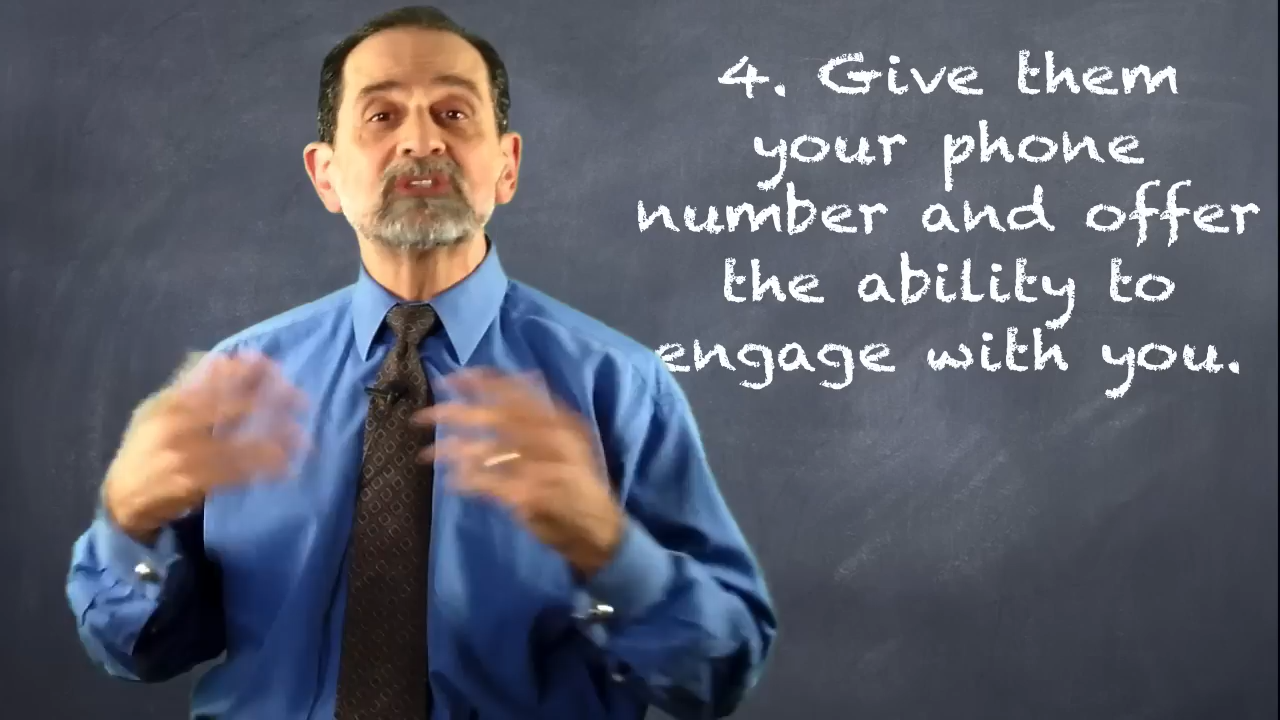 4. Give them
your phone
number and offer
the ability to
engage with you.